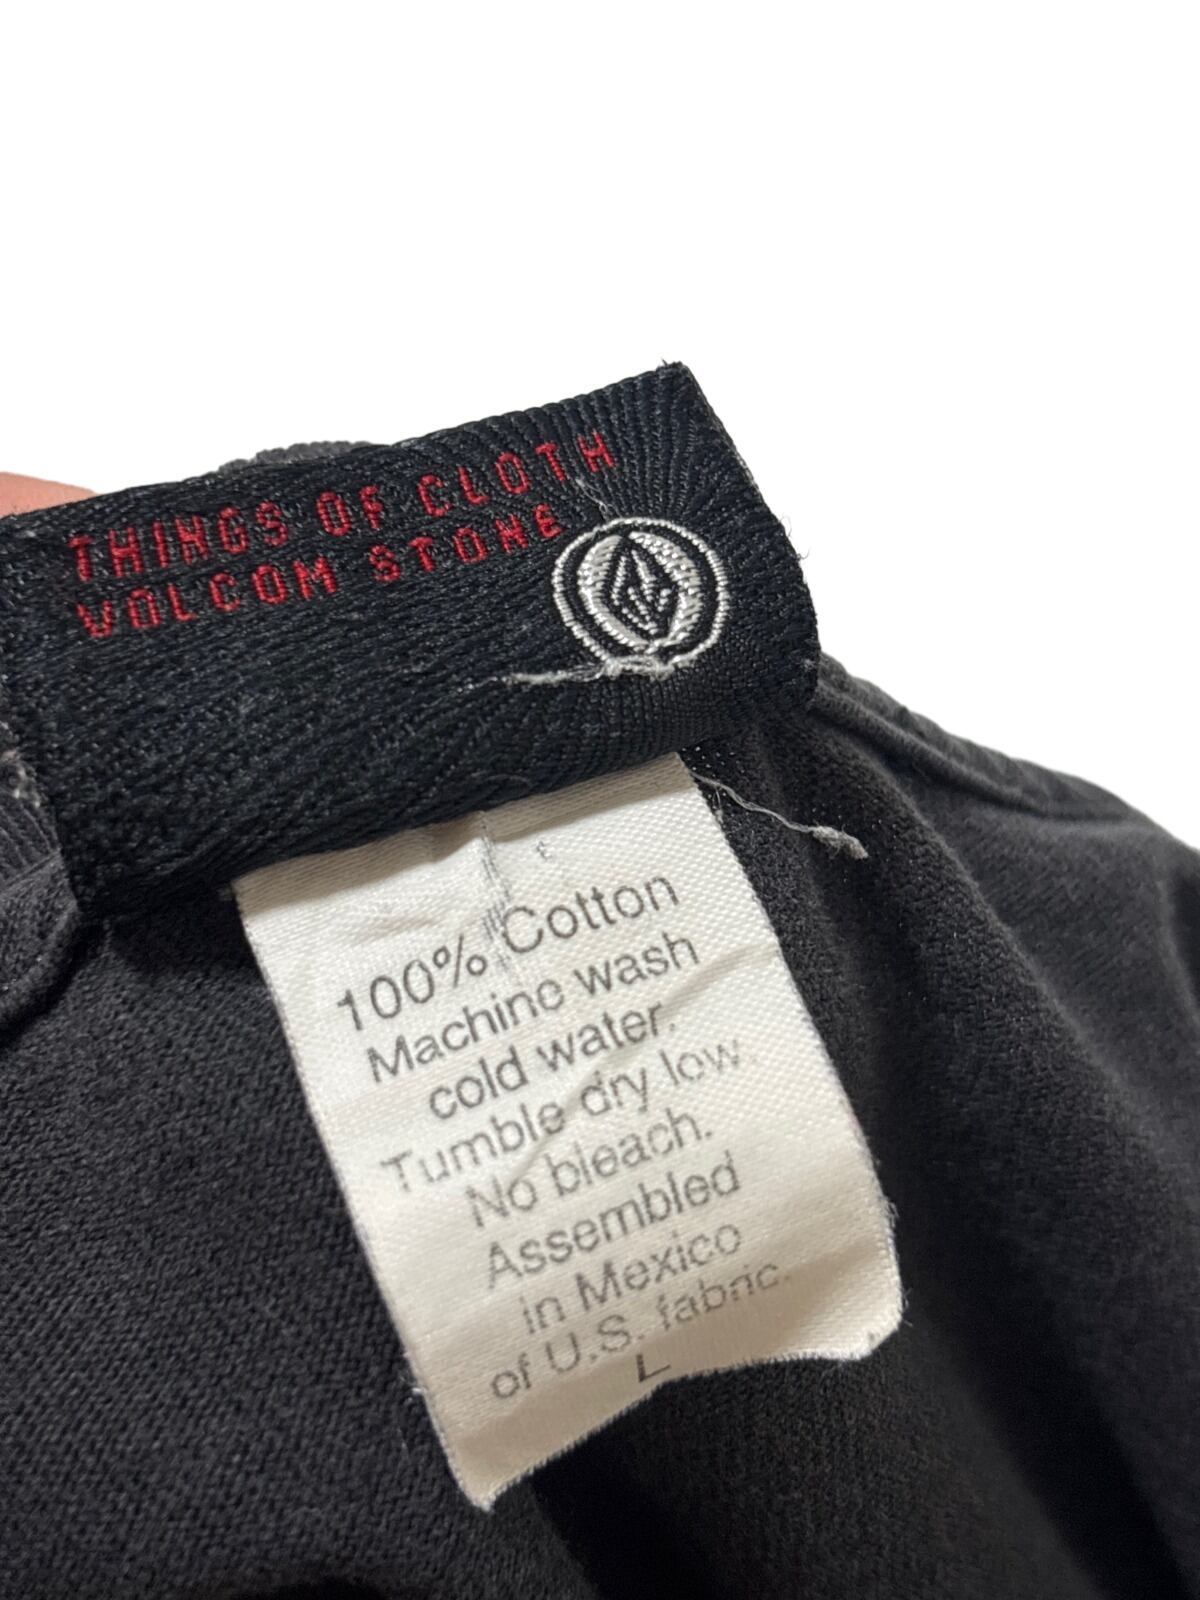 THINGS OF CLOTH
VOLCOM STONE
100% Cotton
Machine wash
cold water.
Tumble dry low.
No bleach.
Assembled
in Mexico
of U.S. fabric.
L